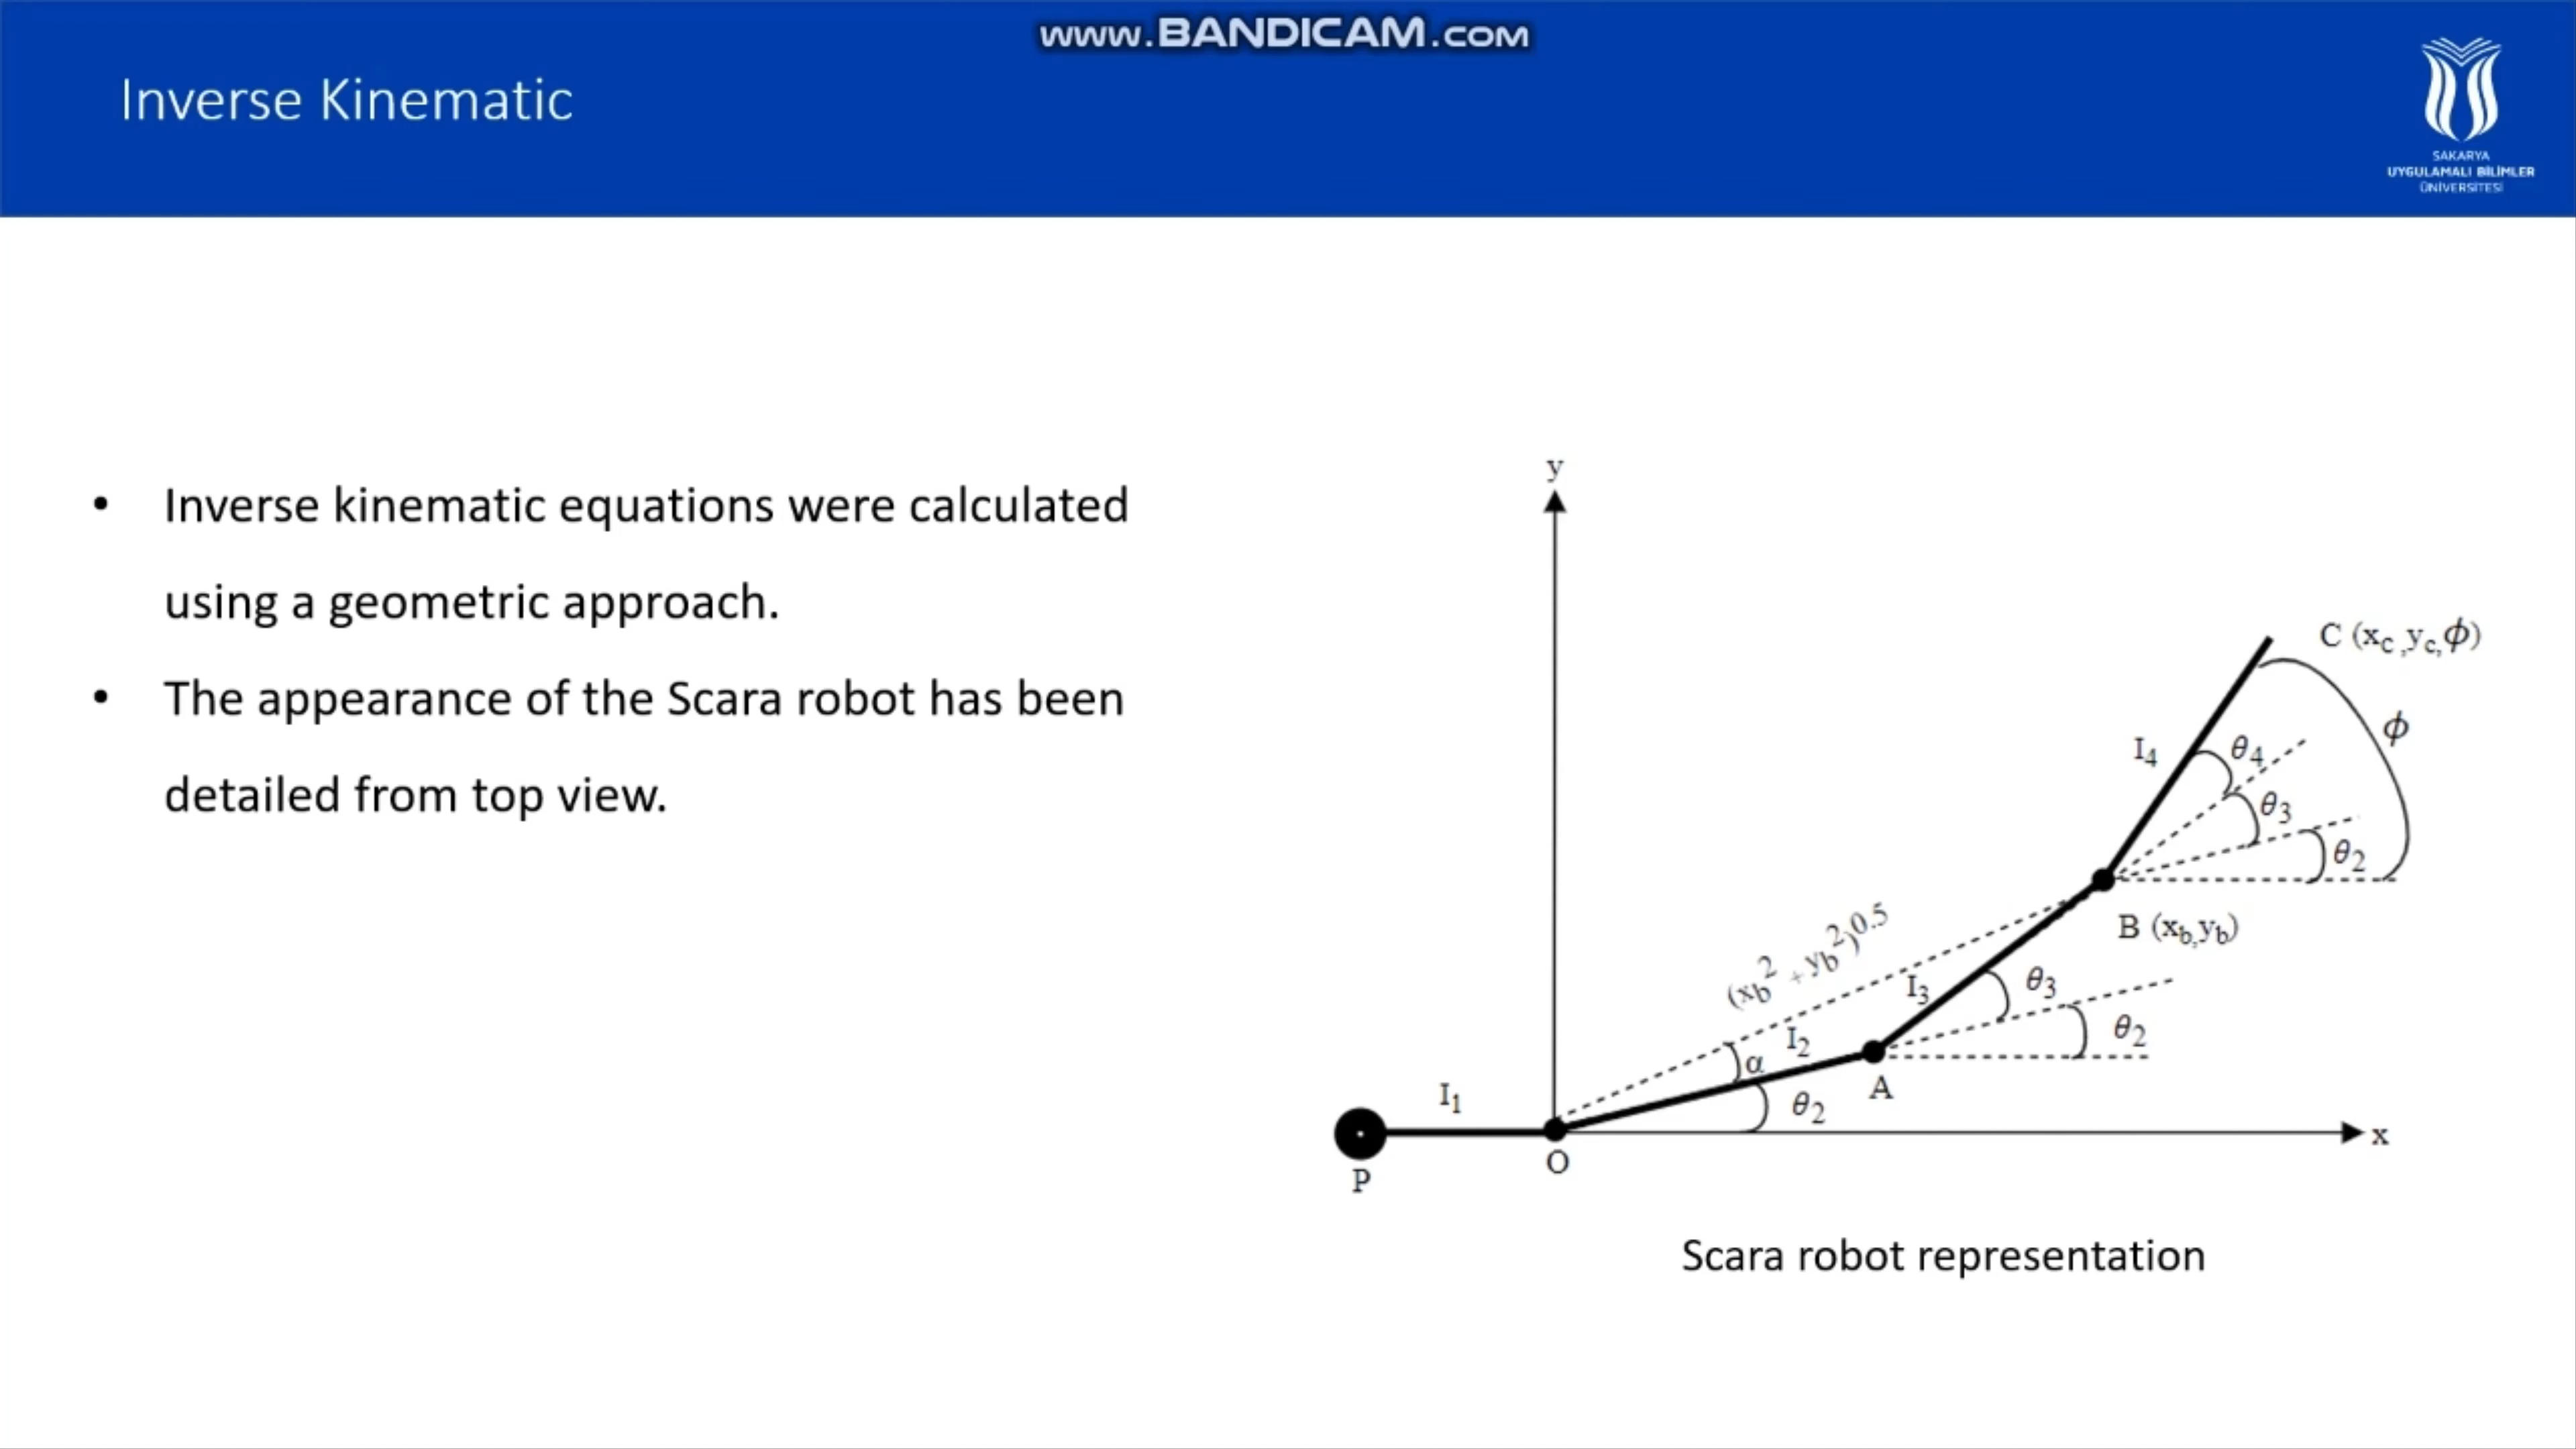 www.BANDICAM.com
Inverse Kinematic
SAKARYA
UYGULAMALI BİLİMLER
ÜNİVERSİTESİ
• Inverse kinematic equations were calculated
using a geometric approach.
• The appearance of the Scara robot has been
detailed from top view.
y
C (xc,yc,ϕ)
ϕ
I4
θ4
θ3
θ2
B (xb,yb)
(xb2 + yb2)0.5
I3
θ3
θ2
I2
α
A
θ2
I1
x
O
P
Scara robot representation